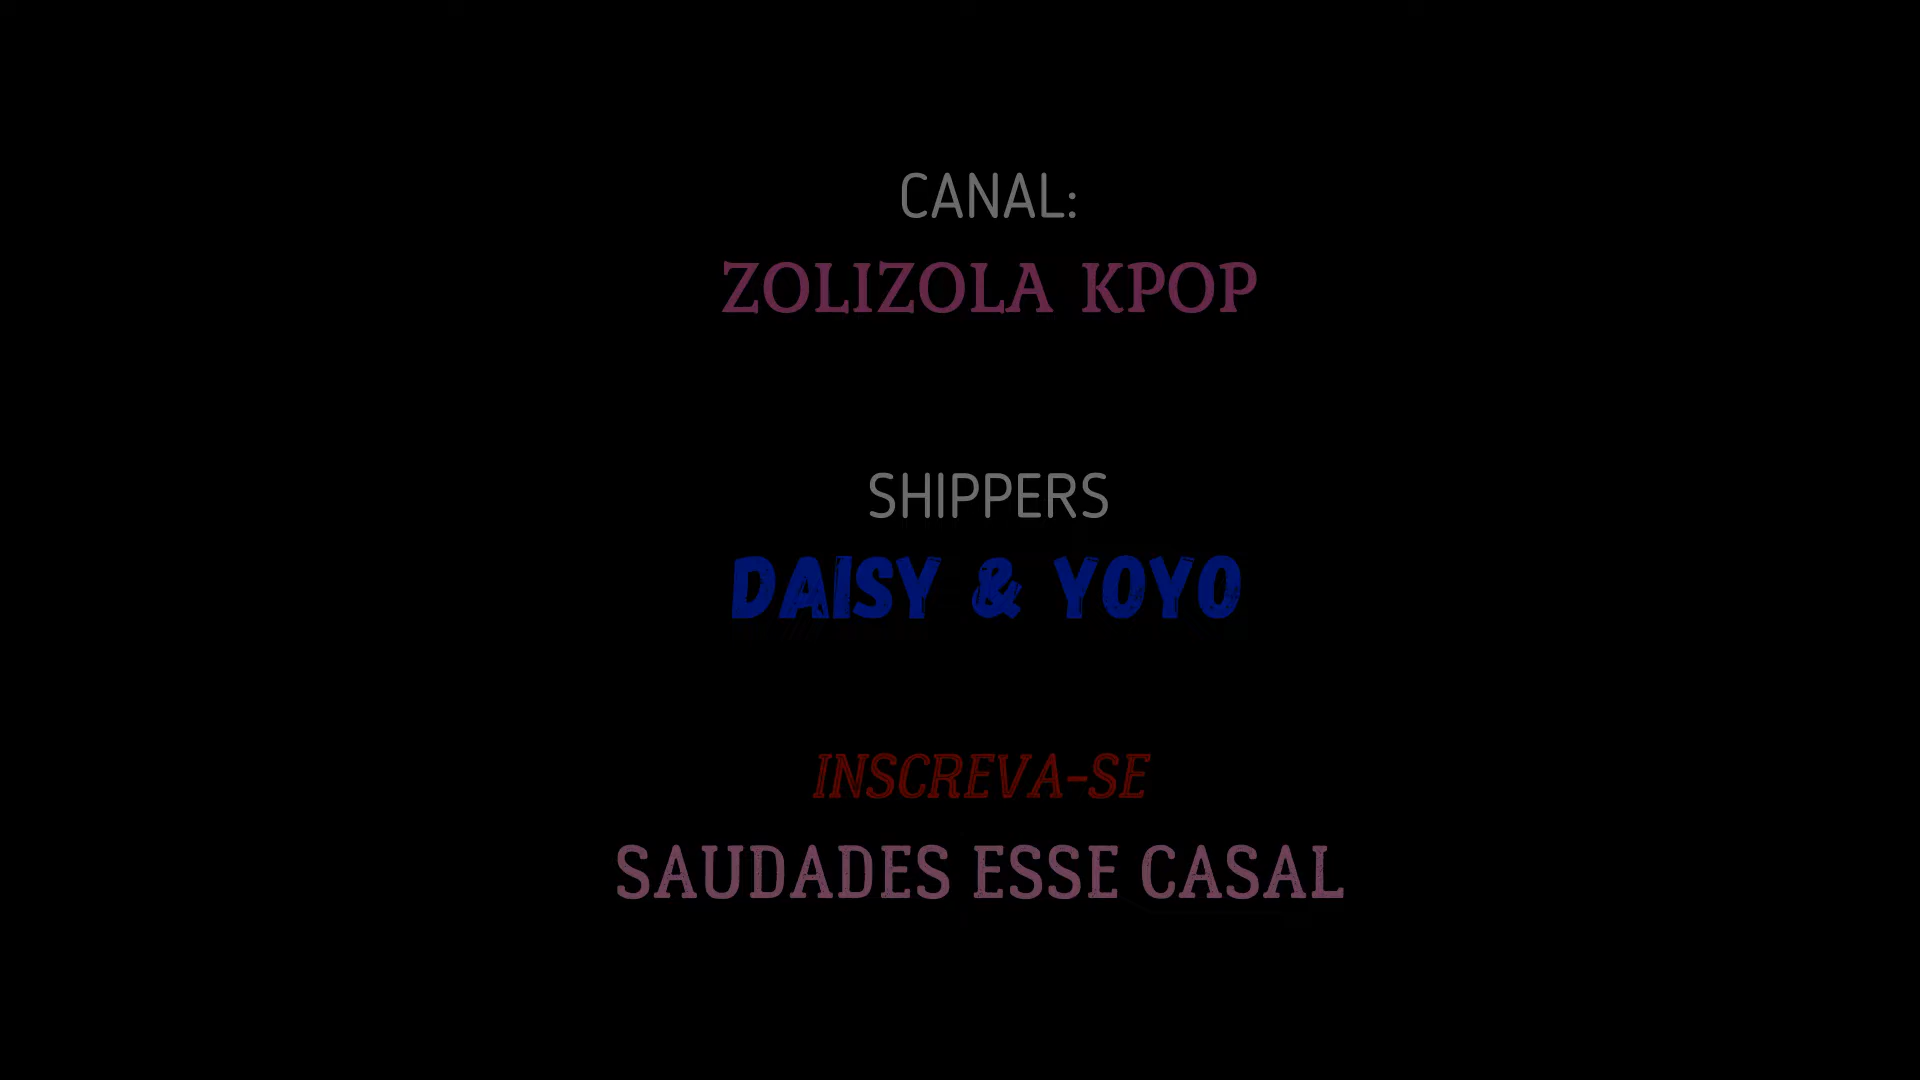 CANAL:
ZOLIZOLA KPOP
SHIPPERS
DAISY & YOYO
INSCREVA-SE
SAUDADES ESSE CASAL